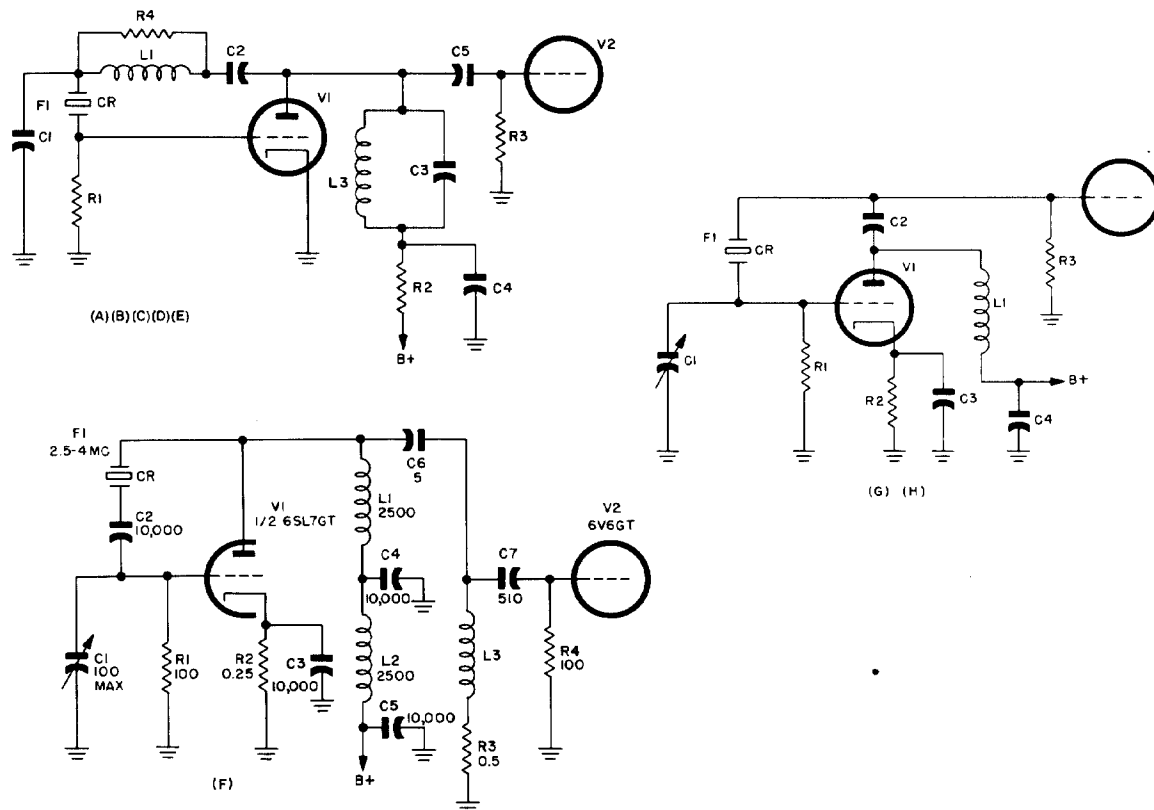 R4
L1
C2
C5
V2
F1
CR
V1
C1
R3
L3
C3
R1
R2
C4
B+
(A)(B)(C)(D)(E)
F1
CR
C2
V1
R3
L1
C1
R1
R2
C3
B+
C4
(G) (H)
F1
2.5-4 MC
CR
C2
10,000
V1
1/2 6SL7GT
C6
5
L1
2500
C4
10,000
V2
6V6GT
C7
510
C1
100
MAX
R1
100
R2
0.25
C3
10,000
L2
2500
L3
R4
100
C5
10,000
R3
0.5
B+
(F)